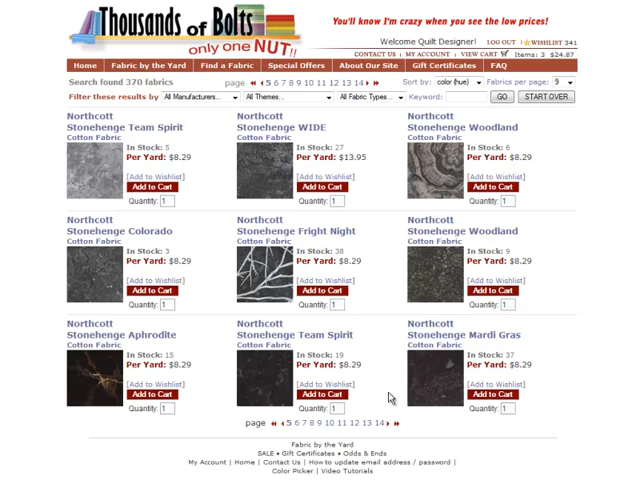 Thousands of Bolts
only one NUT!!
You'll know I'm crazy when you see the low prices!
Welcome Quilt Designer! LOG OUT WISHLIST 341
CONTACT US | MY ACCOUNT | VIEW CART Items: 3 $24.87
Home Fabric by the Yard Find a Fabric Special Offers About Our Site Gift Certificates FAQ
Search found 370 fabrics page 5 6 7 8 9 10 11 12 13 14 Sort by: color (hue) Fabrics per page: 9
Filter these results by All Manufacturers... All Themes... All Fabric Types... Keyword: GO START OVER
Northcott
Stonehenge Team Spirit
Cotton Fabric
In Stock: 5
Per Yard: $8.29
[Add to Wishlist]
Add to Cart
Quantity: 1
Northcott
Stonehenge WIDE
Cotton Fabric
In Stock: 27
Per Yard: $13.95
[Add to Wishlist]
Add to Cart
Quantity: 1
Northcott
Stonehenge Woodland
Cotton Fabric
In Stock: 6
Per Yard: $8.29
[Add to Wishlist]
Add to Cart
Quantity: 1
Northcott
Stonehenge Colorado
Cotton Fabric
In Stock: 3
Per Yard: $8.29
[Add to Wishlist]
Add to Cart
Quantity: 1
Northcott
Stonehenge Fright Night
Cotton Fabric
In Stock: 38
Per Yard: $8.29
[Add to Wishlist]
Add to Cart
Quantity: 1
Northcott
Stonehenge Woodland
Cotton Fabric
In Stock: 9
Per Yard: $8.29
[Add to Wishlist]
Add to Cart
Quantity: 1
Northcott
Stonehenge Aphrodite
Cotton Fabric
In Stock: 15
Per Yard: $8.29
[Add to Wishlist]
Add to Cart
Quantity: 1
Northcott
Stonehenge Team Spirit
Cotton Fabric
In Stock: 19
Per Yard: $8.29
[Add to Wishlist]
Add to Cart
Quantity: 1
Northcott
Stonehenge Mardi Gras
Cotton Fabric
In Stock: 37
Per Yard: $8.29
[Add to Wishlist]
Add to Cart
Quantity: 1
page 5 6 7 8 9 10 11 12 13 14
Fabric by the Yard
SALE • Gift Certificates • Odds & Ends
My Account | Home | Contact Us | How to update email address / password |
Color Picker | Video Tutorials